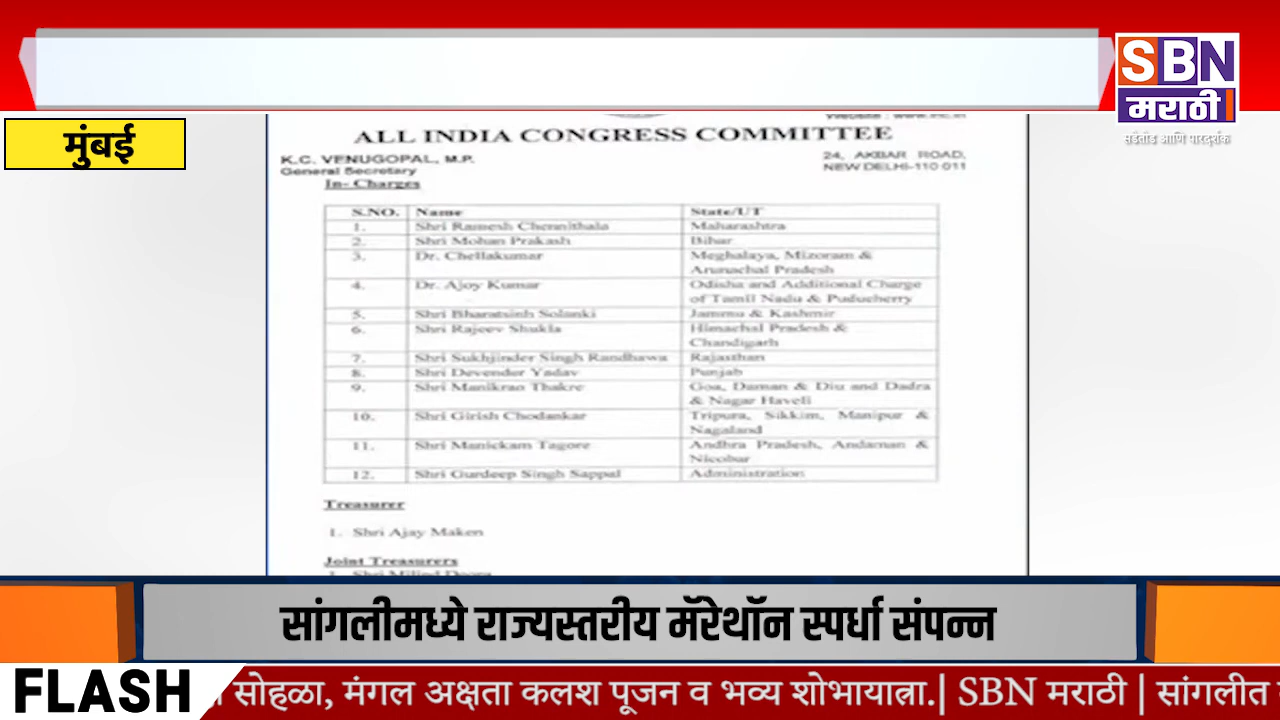 SBN
मराठी
सडेतोड आणि पारदर्शक
मुंबई
ALL INDIA CONGRESS COMMITTEE
K.C. VENUGOPAL, M.P.
General Secretary
24, AKBAR ROAD,
NEW DELHI-110 011
In- Charges
S.NO. Name State/UT
1. Shri Ramesh Chennithala Maharashtra
2. Shri Mohan Prakash Bihar
3. Dr. Chellakumar Meghalaya, Mizoram &
Arunachal Pradesh
4. Dr. Ajoy Kumar Odisha and Additional Charge
of Tamil Nadu & Puducherry
5. Shri Bharatsinh Solanki Jammu & Kashmir
6. Shri Rajeev Shukla Himachal Pradesh &
Chandigarh
7. Shri Sukhjinder Singh Randhawa Rajasthan
8. Shri Devender Yadav Punjab
9. Shri Manikrao Thakre Goa, Daman & Diu and Dadra
& Nagar Haveli
10. Shri Girish Chodankar Tripura, Sikkim, Manipur &
Nagaland
11. Shri Manickam Tagore Andhra Pradesh, Andaman &
Nicobar
12. Shri Gurdeep Singh Sappal Administration
Treasurer
1. Shri Ajay Maken
Joint Treasurers
सांगलीमध्ये राज्यस्तरीय मॅरेथॉन स्पर्धा संपन्न
FLASH
सोहळा, मंगल अक्षता कलश पूजन व भव्य शोभायात्रा.| SBN मराठी | सांगलीत